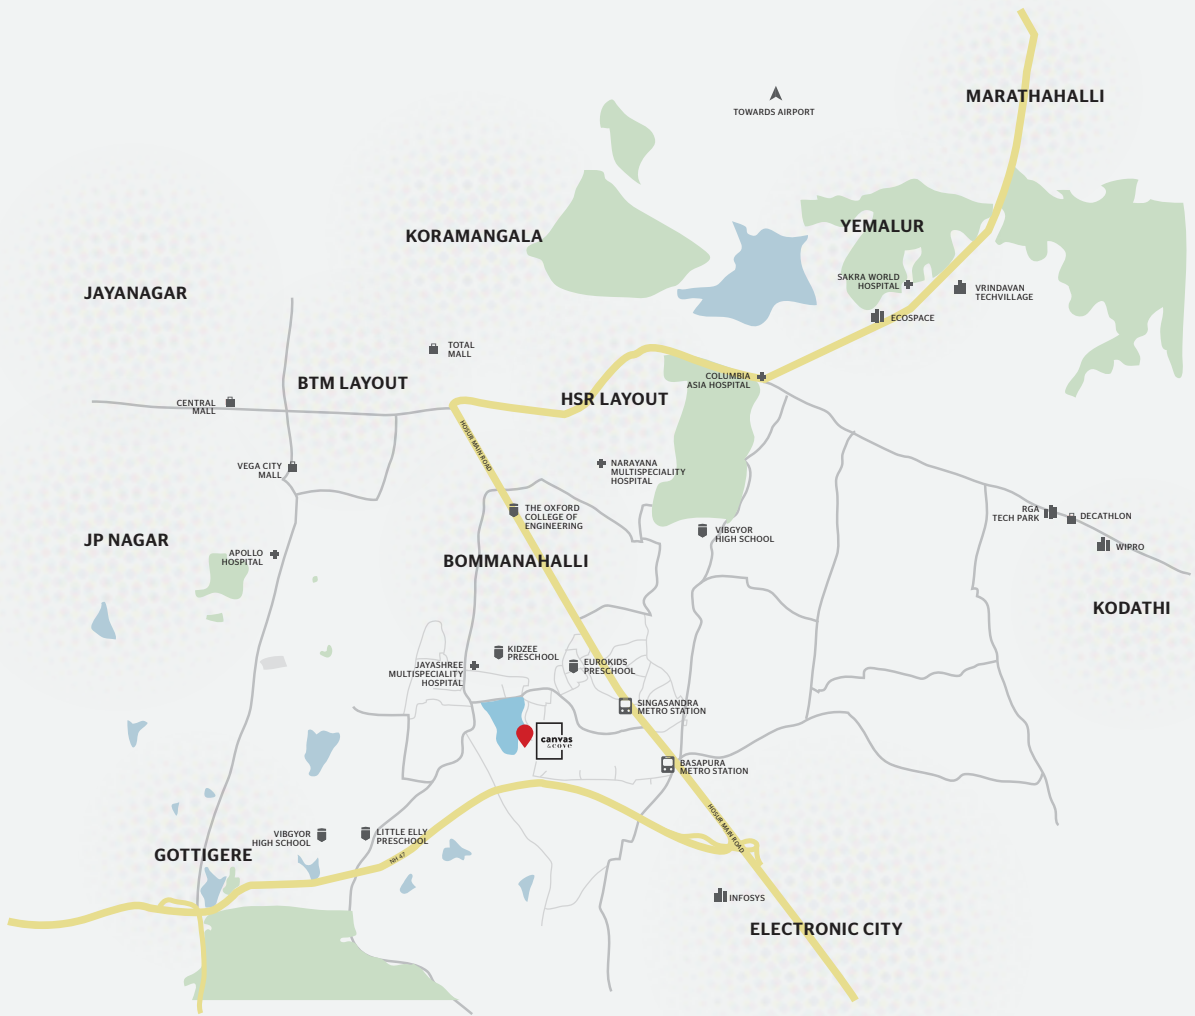 MARATHAHALLI
TOWARDS AIRPORT
YEMALUR
KORAMANGALA
SAKRA WORLD
HOSPITAL
VRINDAVAN
TECHVILLAGE
JAYANAGAR
ECOSPACE
TOTAL
MALL
BTM LAYOUT
COLUMBIA
ASIA HOSPITAL
HSR LAYOUT
CENTRAL
MALL
HOSUR MAIN ROAD
VEGA CITY
MALL
NARAYANA
MULTISPECIALITY
HOSPITAL
THE OXFORD
COLLEGE OF
ENGINEERING
RGA
TECH PARK
DECATHLON
VIBGYOR
HIGH SCHOOL
JP NAGAR
WIPRO
APOLLO
HOSPITAL
BOMMANAHALLI
KODATHI
KIDZEE
PRESCHOOL
JAYASHREE
MULTISPECIALITY
HOSPITAL
EUROKIDS
PRESCHOOL
SINGASANDRA
METRO STATION
canvas
&cove
BASAPURA
METRO STATION
HOSUR MAIN ROAD
VIBGYOR
HIGH SCHOOL
LITTLE ELLY
PRESCHOOL
GOTTIGERE
NH 47
INFOSYS
ELECTRONIC CITY